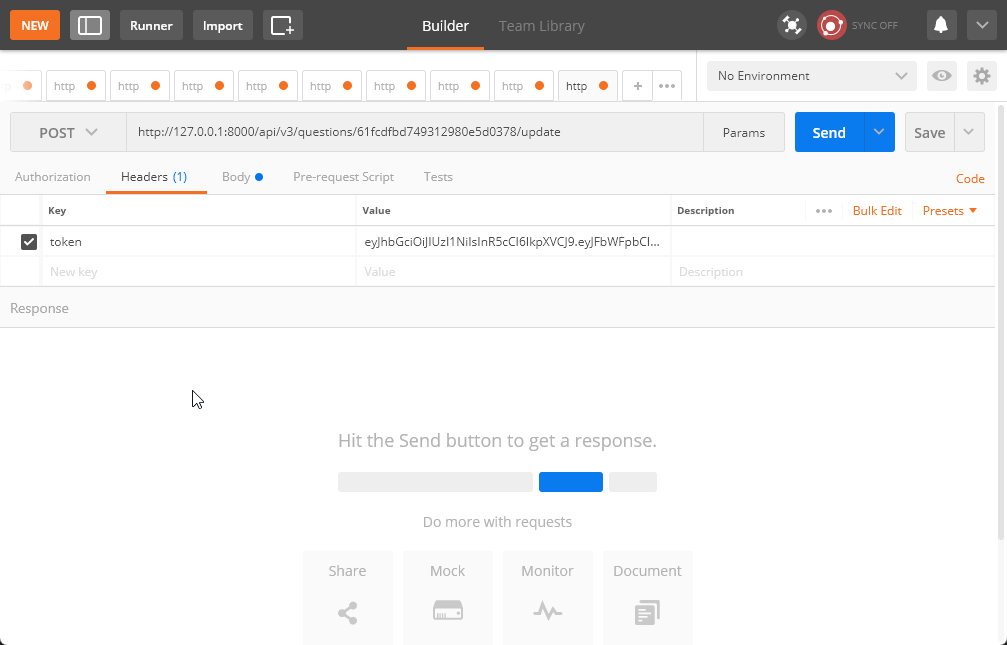 NEW Runner Import Builder Team Library SYNC OFF
http http http http http http http http http + ••• No Environment
POST http://127.0.0.1:8000/api/v3/questions/61fcdfbd749312980e5d0378/update Params Send Save
Authorization Headers (1) Body Pre-request Script Tests Code
Key Value Description ••• Bulk Edit Presets
token eyJhbGciOiJIUzI1NiIsInR5cCI6IkpXVCJ9.eyJFbWFpbCI...
New key Value Description
Response
Hit the Send button to get a response.
Do more with requests
Share Mock Monitor Document